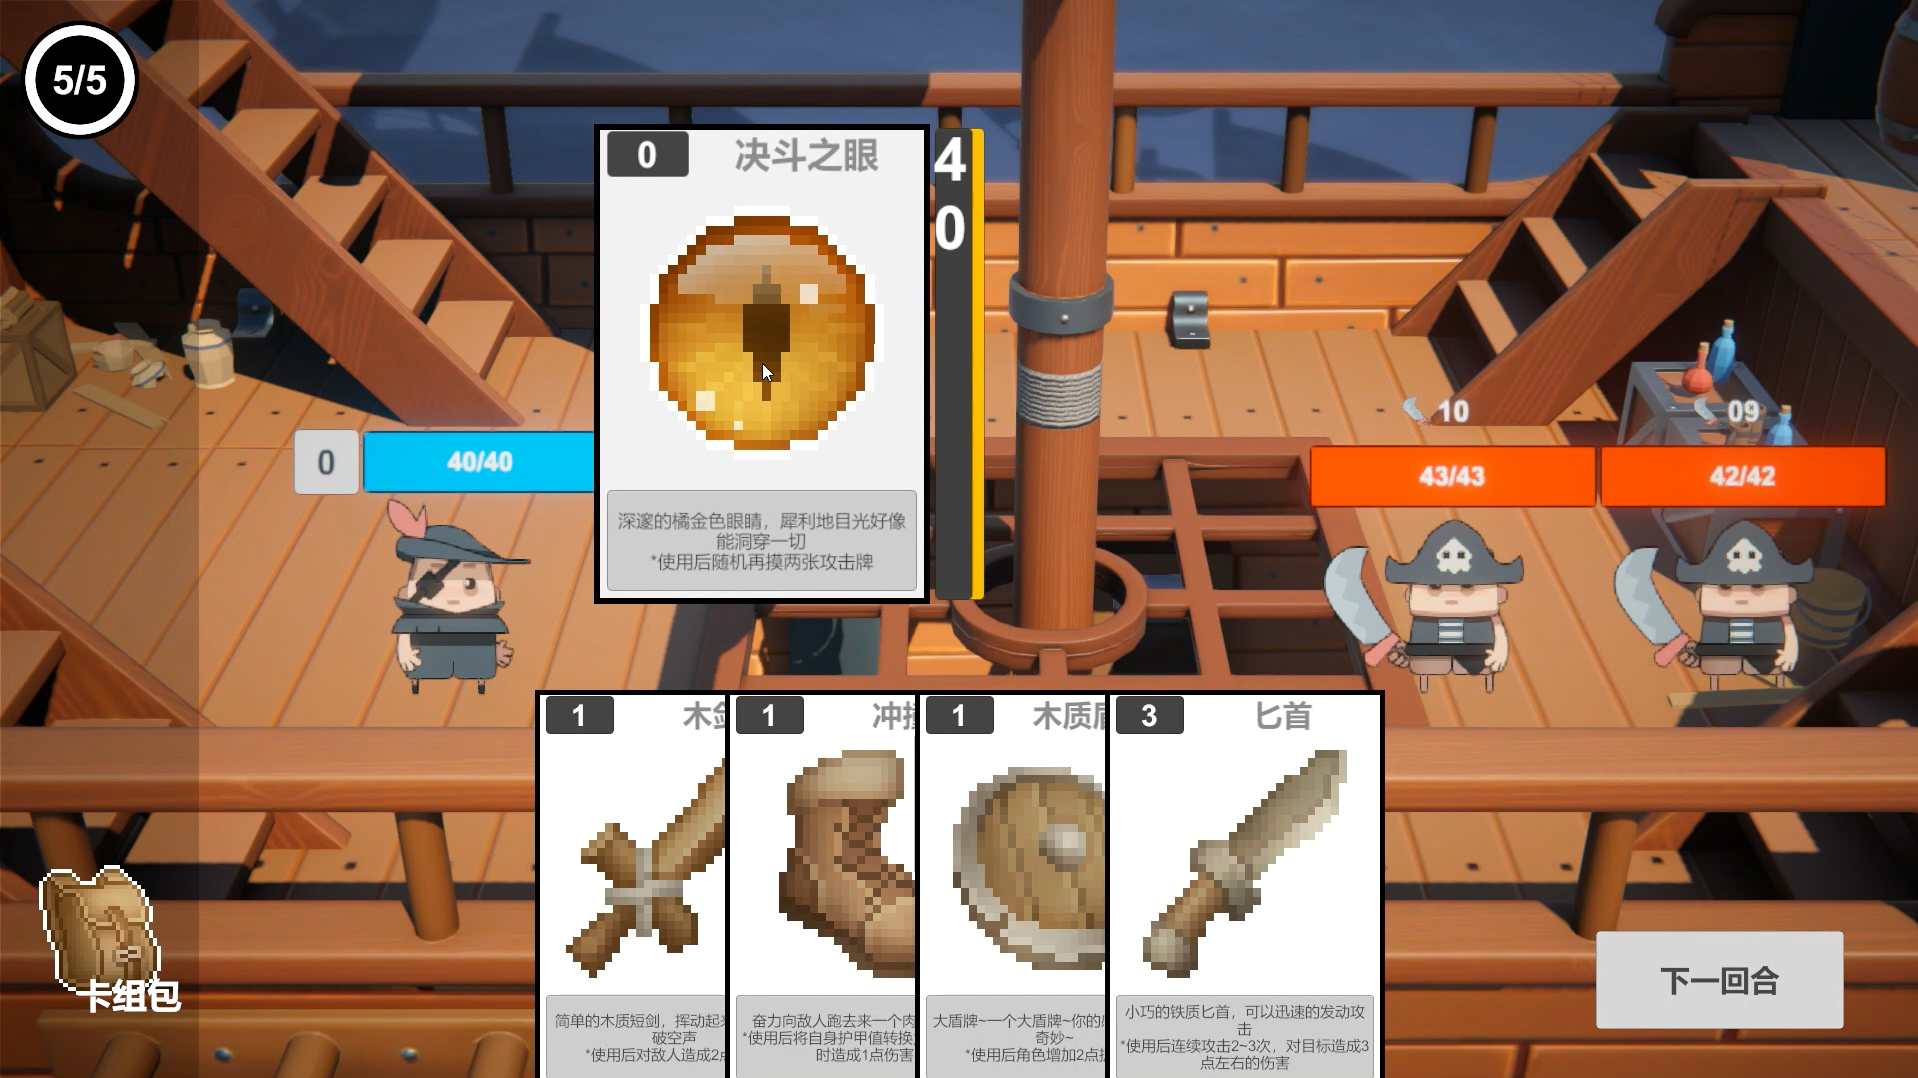 5/5
0
决斗之眼
4
0
深邃的橘金色眼睛，犀利地目光好像
能洞穿一切
*使用后随机再摸两张攻击牌
0
40/40
10
09
43/43
42/42
1
木剑
简单的木质短剑，挥动起来
破空声
*使用后对敌人造成2点
1
冲撞
奋力向敌人跑去来一个肉
*使用后将自身护甲值转换
时造成1点伤害
1
木质盾
大盾牌~一个大盾牌~你的
奇妙~
*使用后角色增加2点
3
匕首
小巧的铁质匕首，可以迅速的发动攻
击
*使用后连续攻击2~3次，对目标造成3
点左右的伤害
卡组包
下一回合